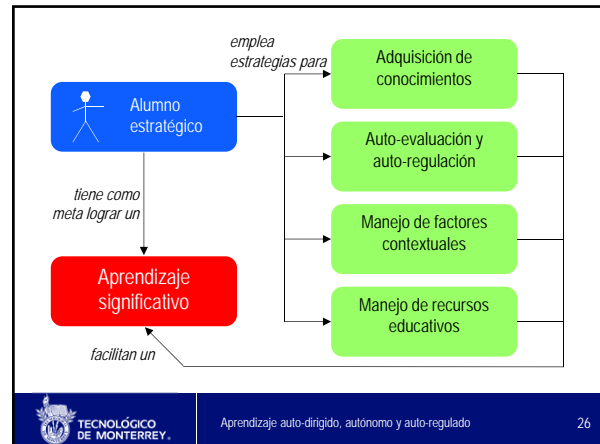 emplea
estrategias para
Adquisición de
conocimientos
Alumno
estratégico
Auto-evaluación y
auto-regulación
tiene como
meta lograr un
Manejo de factores
contextuales
Aprendizaje
significativo
Manejo de recursos
educativos
facilitan un
TECNOLÓGICO
DE MONTERREY.
Aprendizaje auto-dirigido, autónomo y auto-regulado
26